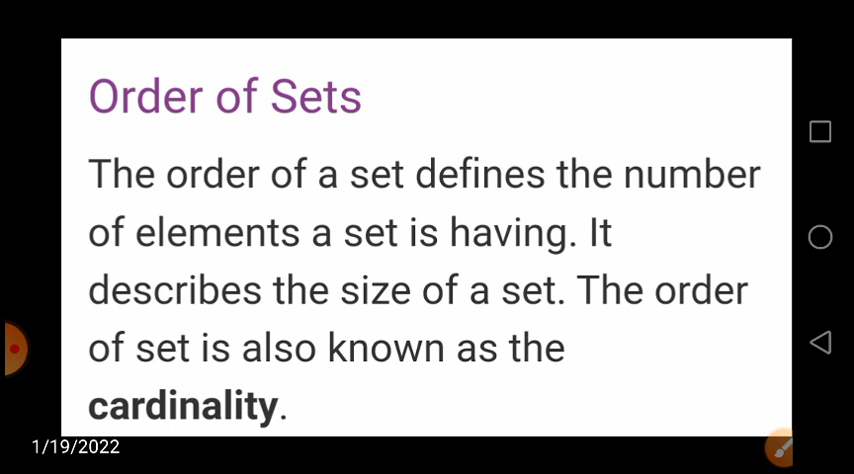 Order of Sets
The order of a set defines the number
of elements a set is having. It
describes the size of a set. The order
of set is also known as the
cardinality.
1/19/2022